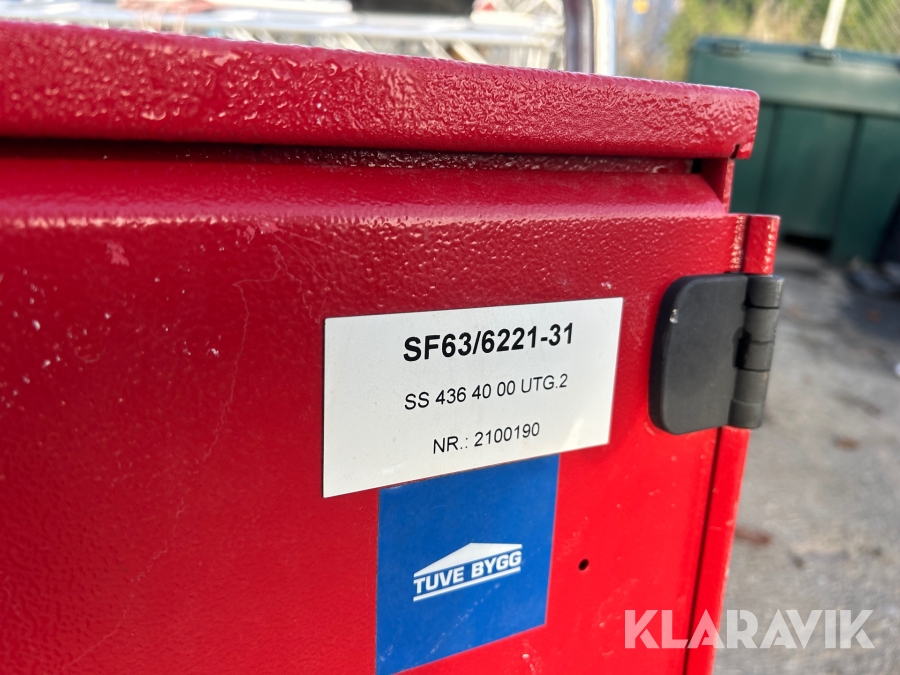 SF63/6221-31
SS 436 40 00 UTG.2
NR.: 2100190
TUVE BYGG
KLARAVIK